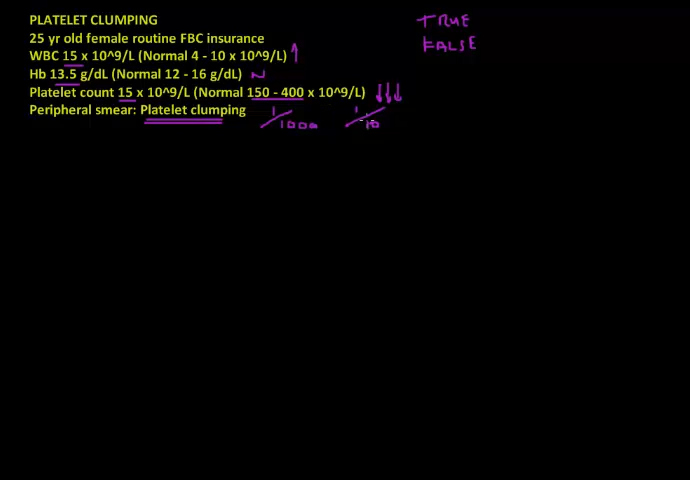 PLATELET CLUMPING
25 yr old female routine FBC insurance
WBC 15 x 10^9/L (Normal 4 - 10 x 10^9/L)
Hb 13.5 g/dL (Normal 12 - 16 g/dL) N
Platelet count 15 x 10^9/L (Normal 150 - 400 x 10^9/L)
Peripheral smear: Platelet clumping
1/1000 1/10
TRUE
FALSE